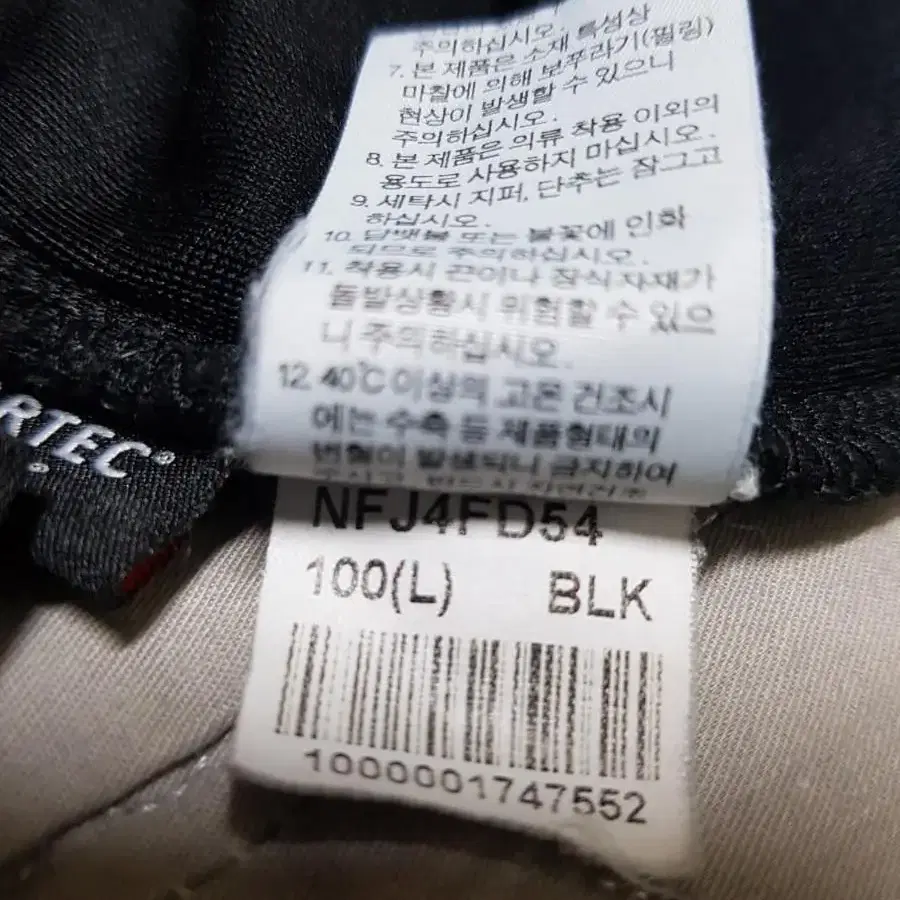 주의하십시오.
7. 본 제품은 소재 특성상
마찰에 의해 보푸라기(필링)
현상이 발생할 수 있으니
주의하십시오.
8. 본 제품은 의류 착용 이외의
용도로 사용하지 마십시오.
9. 세탁시 지퍼, 단추는 잠그고
하십시오.
10. 담뱃불 또는 불꽃에 인화
되므로 주의하십시오.
11. 착용시 끈이나 장식자재가
돌발상황시 위험할 수 있으
니 주의하십시오.
12. 40℃ 이상의 고온 건조시
에는 수축 등 제품형태의
변형이 발생되니 금지하여
RTEC
NFJ4FD54
100(L) BLK
1000001747552